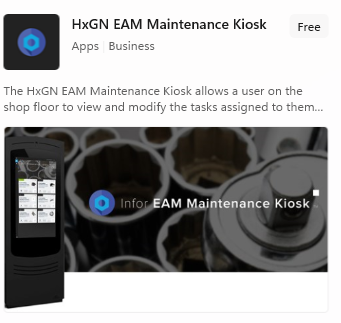 HxGN EAM Maintenance Kiosk
Free
Apps Business
The HxGN EAM Maintenance Kiosk allows a user on the
shop floor to view and modify the tasks assigned to them...
Infor EAM Maintenance Kiosk